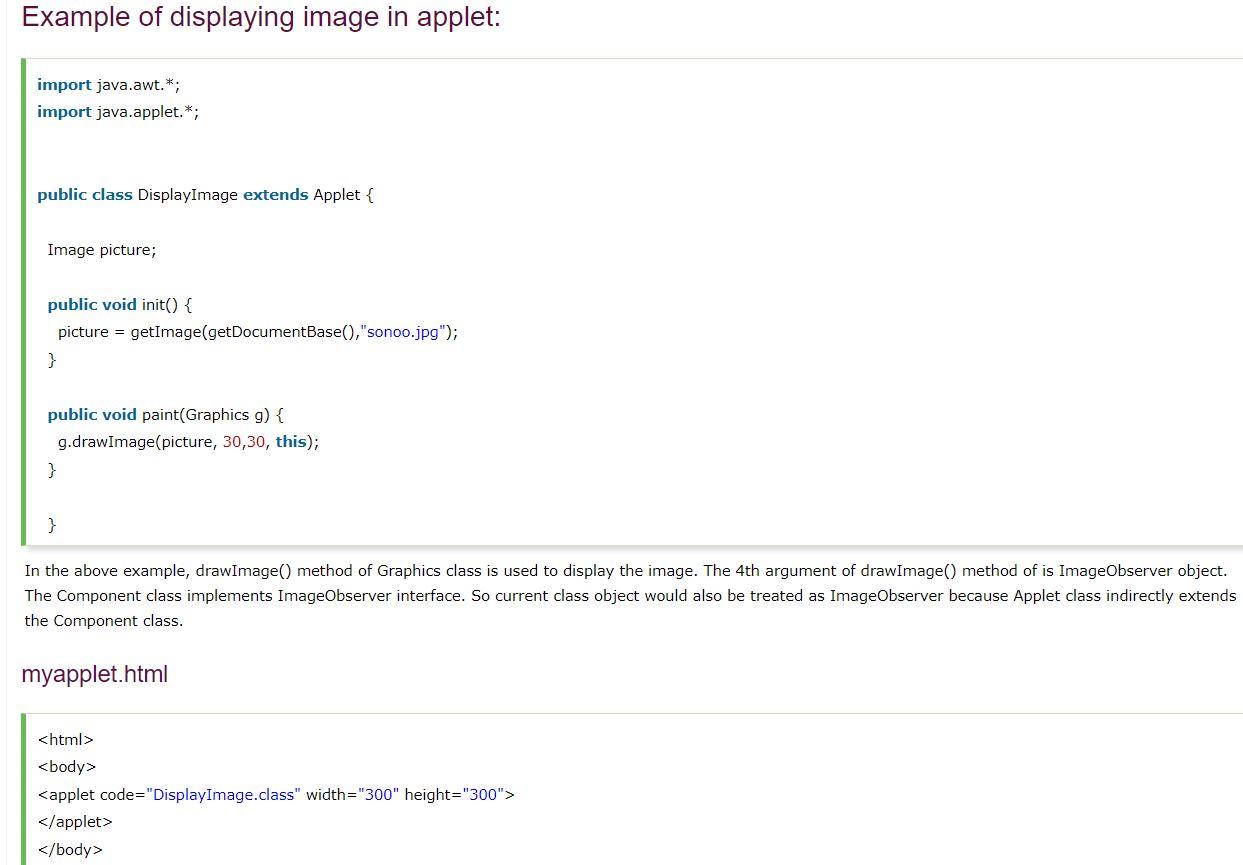 Example of displaying image in applet:
import java.awt.*;
import java.applet.*;
public class DisplayImage extends Applet {
Image picture;
public void init() {
picture = getImage(getDocumentBase(),"sonoo.jpg");
}
public void paint(Graphics g) {
g.drawImage(picture, 30,30, this);
}
}
In the above example, drawImage() method of Graphics class is used to display the image. The 4th argument of drawImage() method of is ImageObserver object.
The Component class implements ImageObserver interface. So current class object would also be treated as ImageObserver because Applet class indirectly extends
the Component class.
myapplet.html
<html>
<body>
<applet code="DisplayImage.class" width="300" height="300">
</applet>
</body>